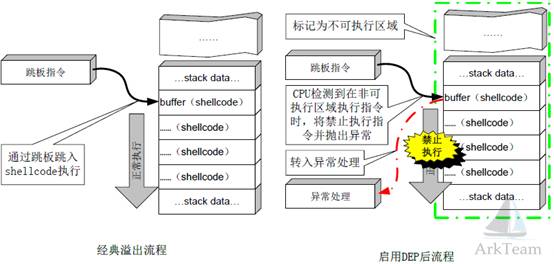 ……
跳板指令
…stack data…
buffer（shellcode）
……（shellcode）
……（shellcode）
……（shellcode）
……（shellcode）
…stack data…
通过跳板跳入
shellcode执行
正常执行
经典溢出流程
标记为不可执行区域
……
跳板指令
…stack data…
CPU检测到在非可
执行区域执行指令
时，将禁止执行指
令并抛出异常
buffer（shellcode）
……（shellcode）
……（shellcode）
……（shellcode）
……（shellcode）
…stack data…
禁止
执行
转入异常处理
异常处理
启用DEP后流程
ArkTeam